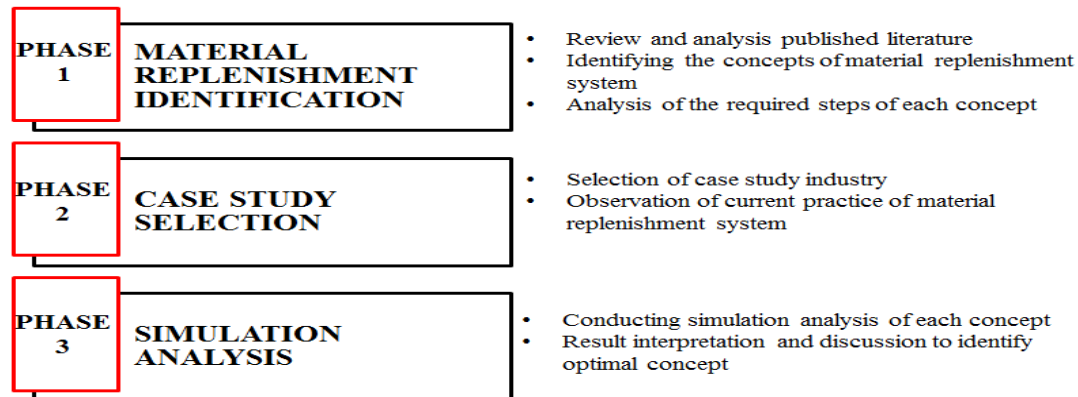 PHASE
1
MATERIAL
REPLENISHMENT
IDENTIFICATION
• Review and analysis published literature
• Identifying the concepts of material replenishment
system
• Analysis of the required steps of each concept
PHASE
2
CASE STUDY
SELECTION
• Selection of case study industry
• Observation of current practice of material
replenishment system
PHASE
3
SIMULATION
ANALYSIS
• Conducting simulation analysis of each concept
• Result interpretation and discussion to identify
optimal concept